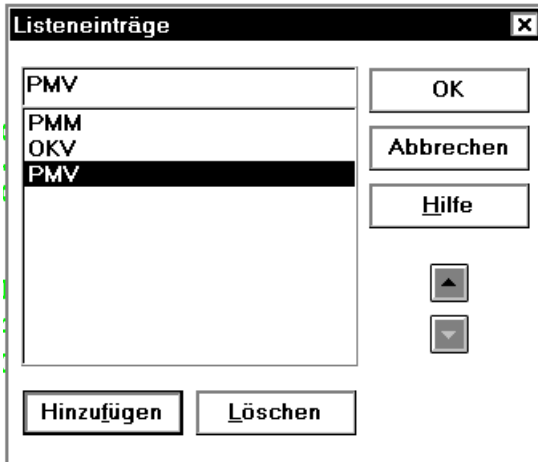 Listeneinträge
PMV
OK
PMM
OKV
Abbrechen
PMV
Hilfe
Hinzufügen
Löschen